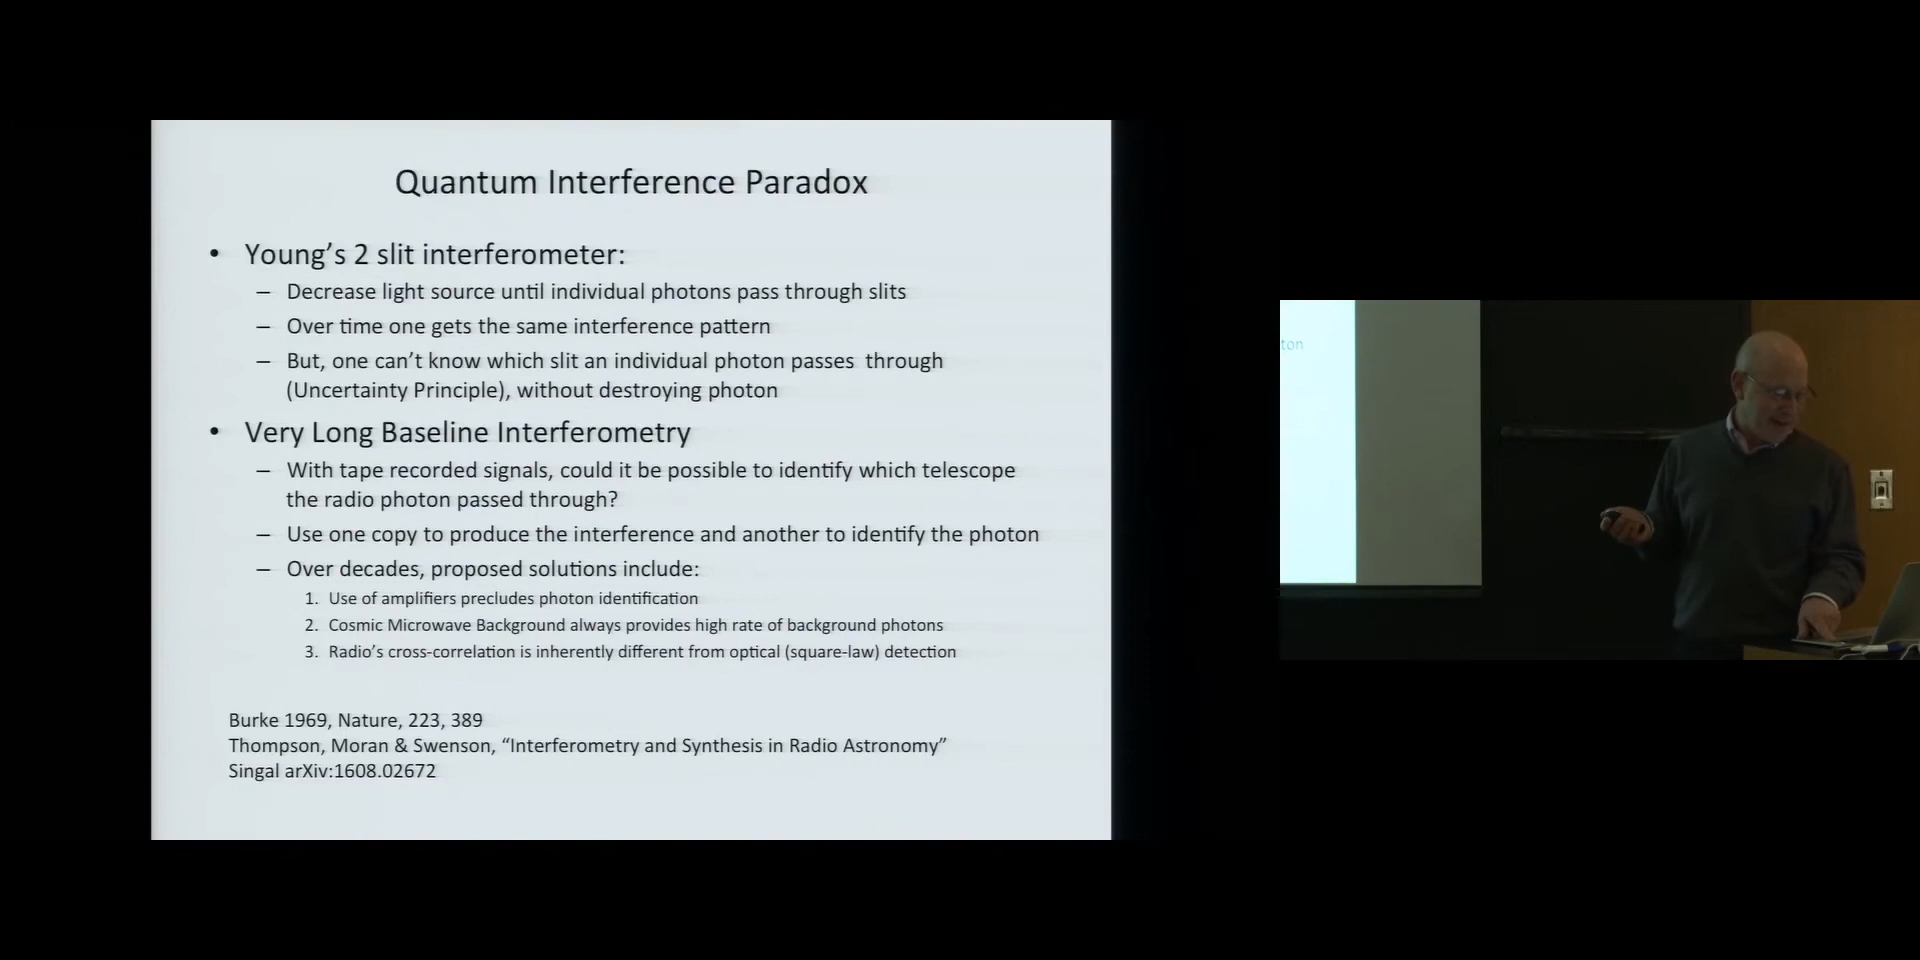 Quantum Interference Paradox
• Young’s 2 slit interferometer:
– Decrease light source until individual photons pass through slits
– Over time one gets the same interference pattern
– But, one can’t know which slit an individual photon passes through
(Uncertainty Principle), without destroying photon
• Very Long Baseline Interferometry
– With tape recorded signals, could it be possible to identify which telescope
the radio photon passed through?
– Use one copy to produce the interference and another to identify the photon
– Over decades, proposed solutions include:
1. Use of amplifiers precludes photon identification
2. Cosmic Microwave Background always provides high rate of background photons
3. Radio’s cross-correlation is inherently different from optical (square-law) detection
Burke 1969, Nature, 223, 389
Thompson, Moran & Swenson, “Interferometry and Synthesis in Radio Astronomy”
Singal arXiv:1608.02672
ton